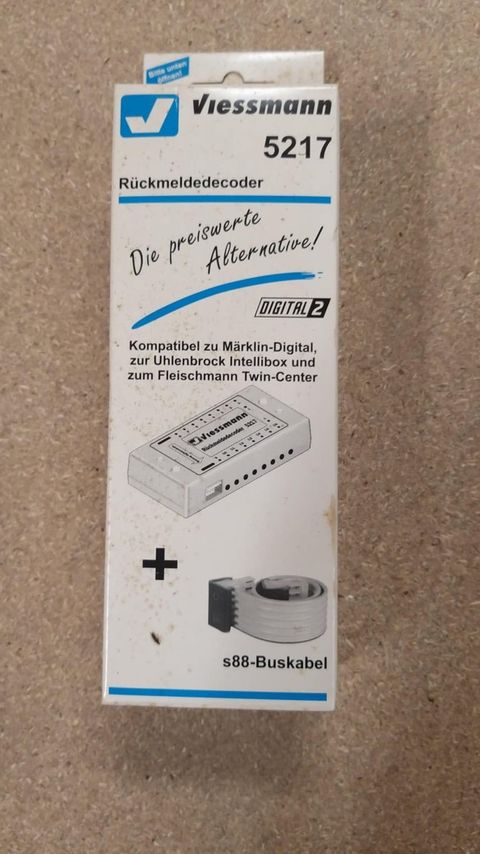 Bitte unten
öffnen!
Viessmann
5217
Rückmeldedecoder
Die preiswerte
Alternative!
DIGITAL 2
Kompatibel zu Märklin-Digital,
zur Uhlenbrock Intellibox und
zum Fleischmann Twin-Center
Viessmann
Rückmeldedecoder 5217
+
s88-Buskabel